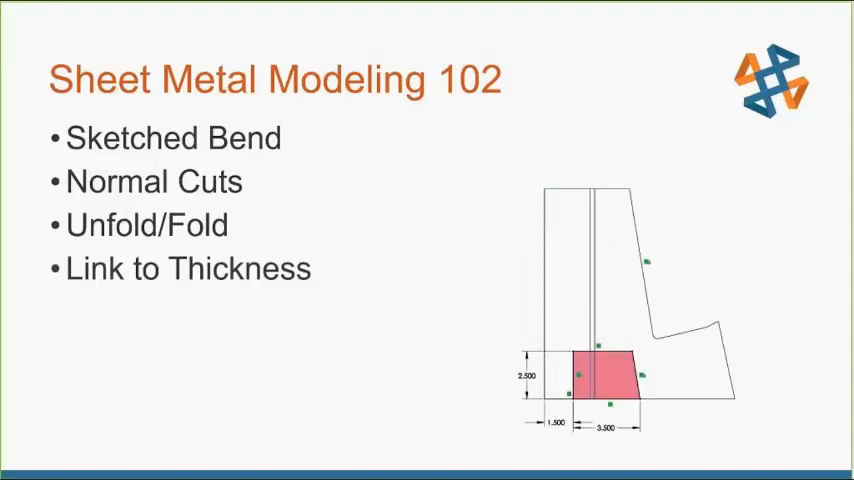 Sheet Metal Modeling 102
•Sketched Bend
•Normal Cuts
•Unfold/Fold
•Link to Thickness
2.500
1.500
3.500